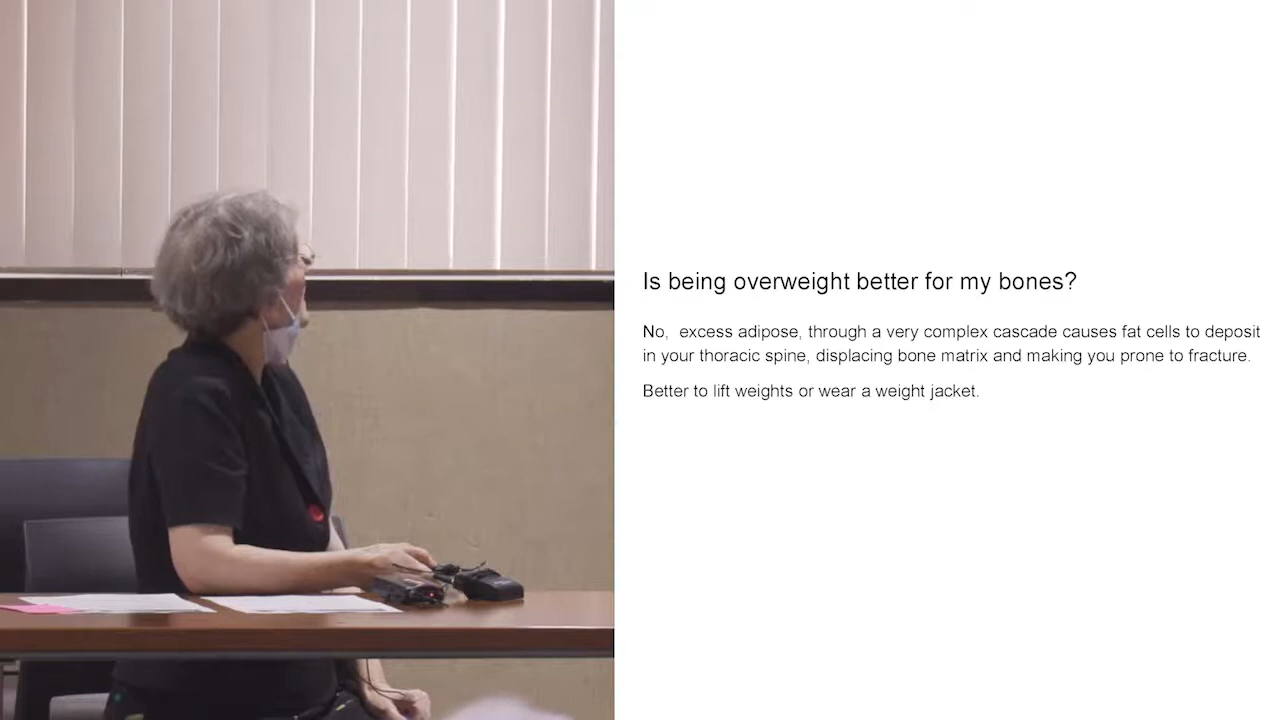 Is being overweight better for my bones?
No,  excess adipose, through a very complex cascade causes fat cells to deposit
in your thoracic spine, displacing bone matrix and making you prone to fracture.
Better to lift weights or wear a weight jacket.